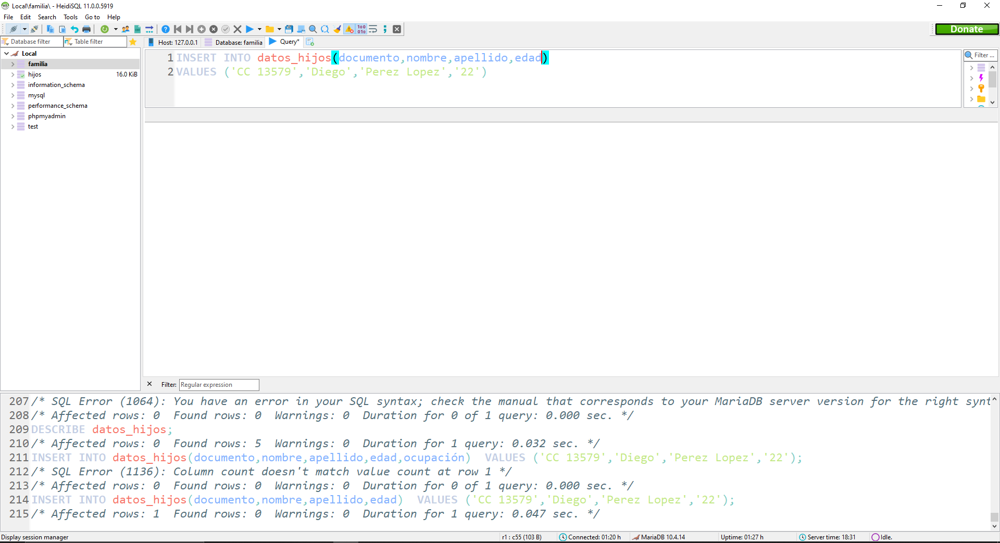 Local\familia\ - HeidiSQL 11.0.0.5919
File Edit Search Tools Go to Help
Donate
Database filter Table filter
Host: 127.0.0.1 Database: familia Query*
Local
familia
hijos 16.0 KiB
information_schema
mysql
performance_schema
phpmyadmin
test
1 INSERT INTO datos_hijos(documento,nombre,apellido,edad)
2 VALUES ('CC 13579','Diego','Perez Lopez','22')
Filter ...
Filter: Regular expression
207 /* SQL Error (1064): You have an error in your SQL syntax; check the manual that corresponds to your MariaDB server version for the right synt
208 /* Affected rows: 0 Found rows: 0 Warnings: 0 Duration for 0 of 1 query: 0.000 sec. */
209 DESCRIBE datos_hijos;
210 /* Affected rows: 0 Found rows: 5 Warnings: 0 Duration for 1 query: 0.032 sec. */
211 INSERT INTO datos_hijos(documento,nombre,apellido,edad,ocupación) VALUES ('CC 13579','Diego','Perez Lopez','22');
212 /* SQL Error (1136): Column count doesn't match value count at row 1 */
213 /* Affected rows: 0 Found rows: 0 Warnings: 0 Duration for 0 of 1 query: 0.000 sec. */
214 INSERT INTO datos_hijos(documento,nombre,apellido,edad) VALUES ('CC 13579','Diego','Perez Lopez','22');
215 /* Affected rows: 1 Found rows: 0 Warnings: 0 Duration for 1 query: 0.047 sec. */
Display session manager r1 : c55 (103 B) Connected: 01:20 h MariaDB 10.4.14 Uptime: 01:27 h Server time: 18:31 Idle.